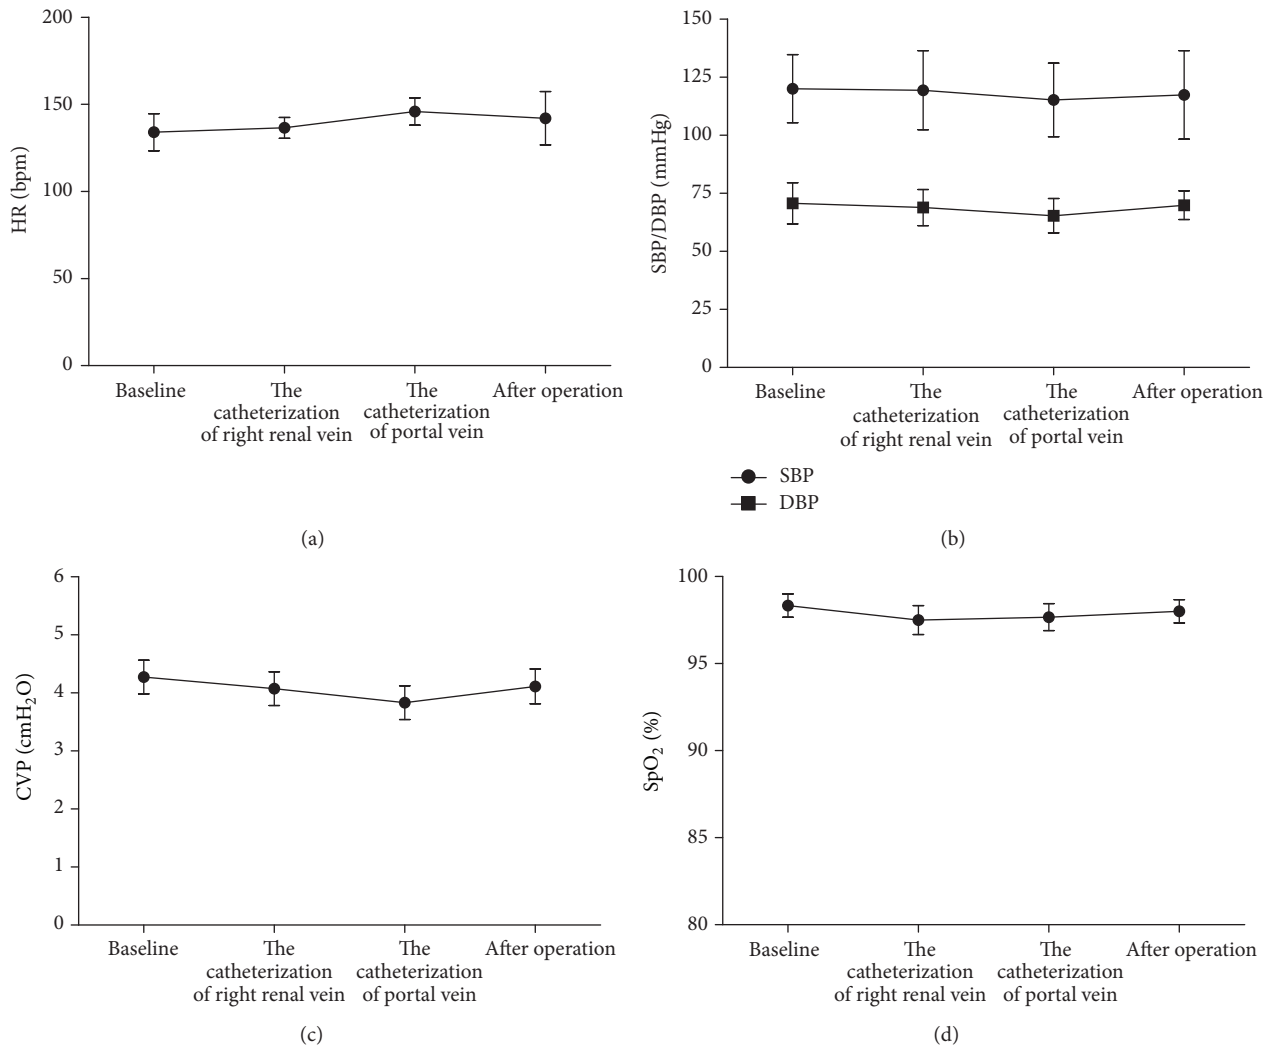 200
150
100
50
0
HR (bpm)
Baseline
The
catheterization
of right renal vein
The
catheterization
of portal vein
After operation
(a)
150
125
100
75
50
25
0
SBP/DBP (mmHg)
Baseline
The
catheterization
of right renal vein
The
catheterization
of portal vein
After operation
SBP
DBP
(b)
6
5
4
3
2
1
0
CVP (cmH₂O)
Baseline
The
catheterization
of right renal vein
The
catheterization
of portal vein
After operation
(c)
100
95
90
85
80
SpO₂ (%)
Baseline
The
catheterization
of right renal vein
The
catheterization
of portal vein
After operation
(d)